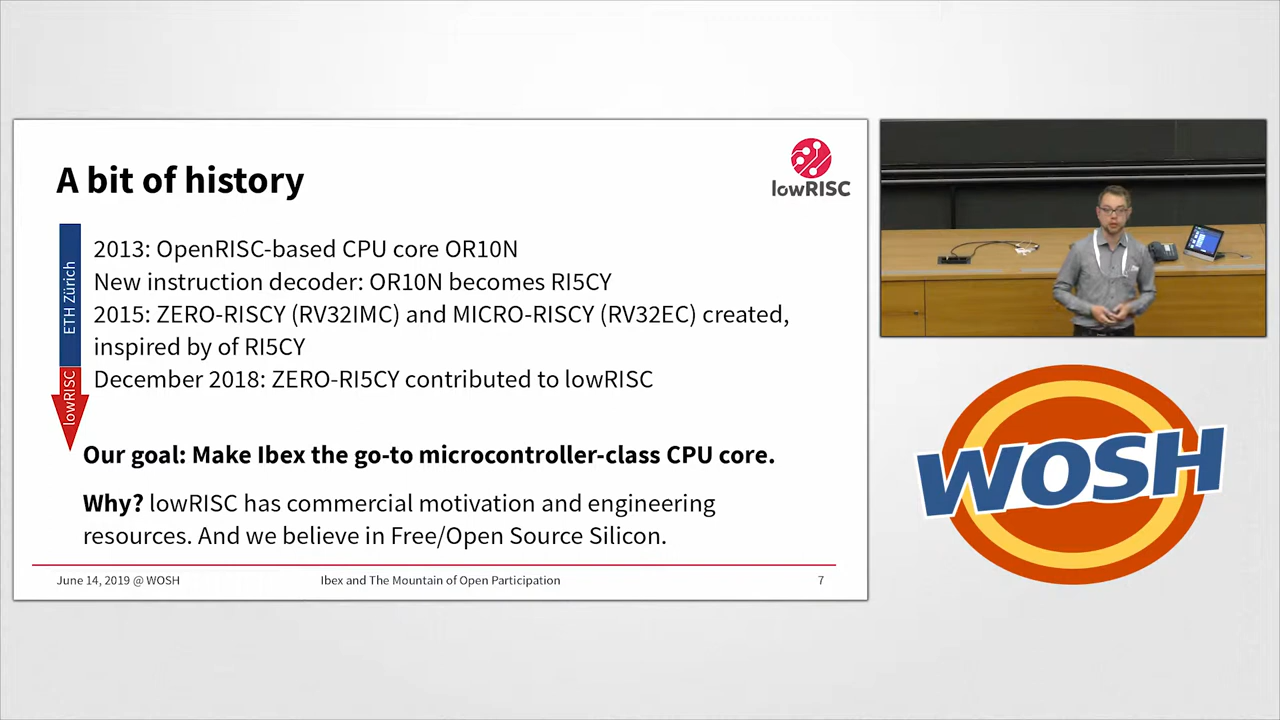 A bit of history
lowRISC
ETH Zürich
lowRISC
2013: OpenRISC-based CPU core OR10N
New instruction decoder: OR10N becomes RI5CY
2015: ZERO-RISCY (RV32IMC) and MICRO-RISCY (RV32EC) created,
inspired by of RI5CY
December 2018: ZERO-RI5CY contributed to lowRISC
Our goal: Make Ibex the go-to microcontroller-class CPU core.
Why? lowRISC has commercial motivation and engineering
resources. And we believe in Free/Open Source Silicon.
June 14, 2019 @ WOSH
Ibex and The Mountain of Open Participation
7
WOSH